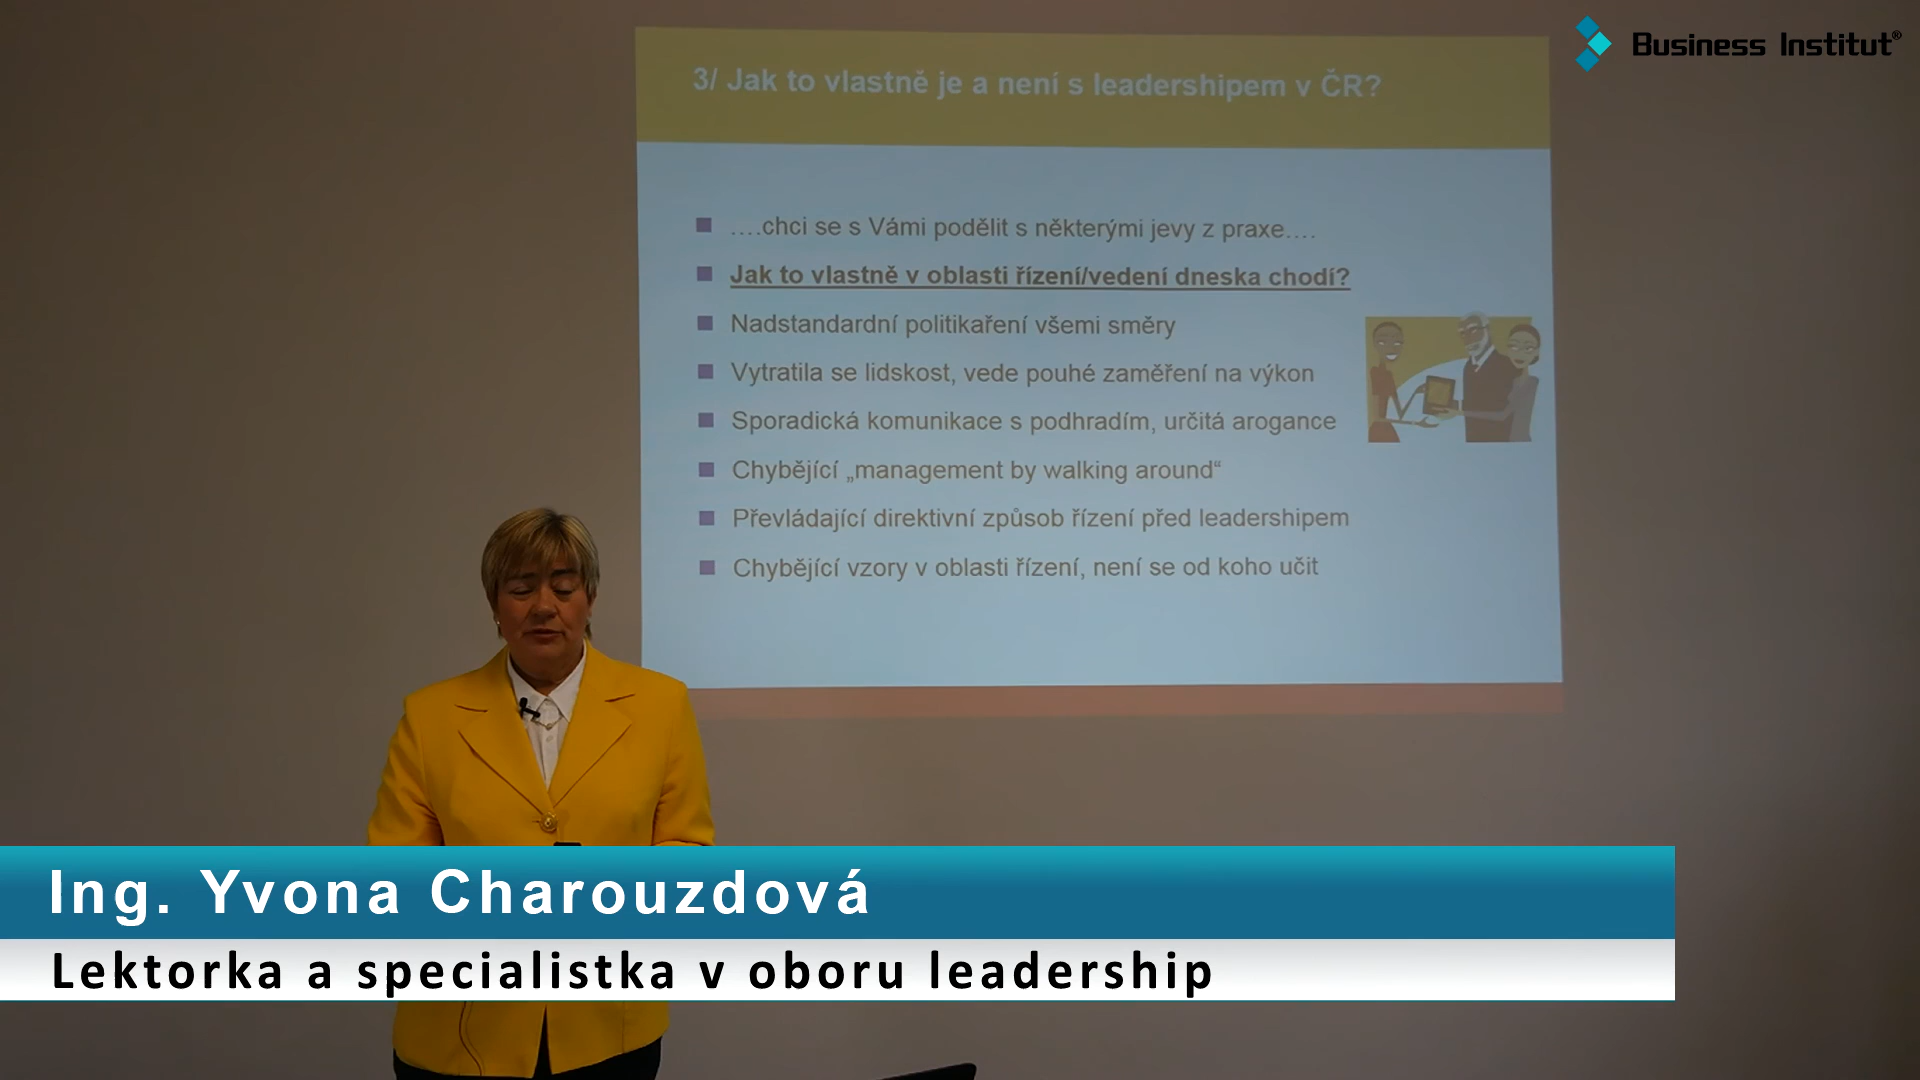 Business Institut®
3/ Jak to vlastně je a není s leadershipem v ČR?
....chci se s Vámi podělit s některými jevy z praxe....
Jak to vlastně v oblasti řízení/vedení dneska chodí?
Nadstandardní politikaření všemi směry
Vytratila se lidskost, vede pouhé zaměření na výkon
Sporadická komunikace s podhradím, určitá arogance
Chybějící „management by walking around“
Převládající direktivní způsob řízení před leadershipem
Chybějící vzory v oblasti řízení, není se od koho učit
Ing. Yvona Charouzdová
Lektorka a specialistka v oboru leadership